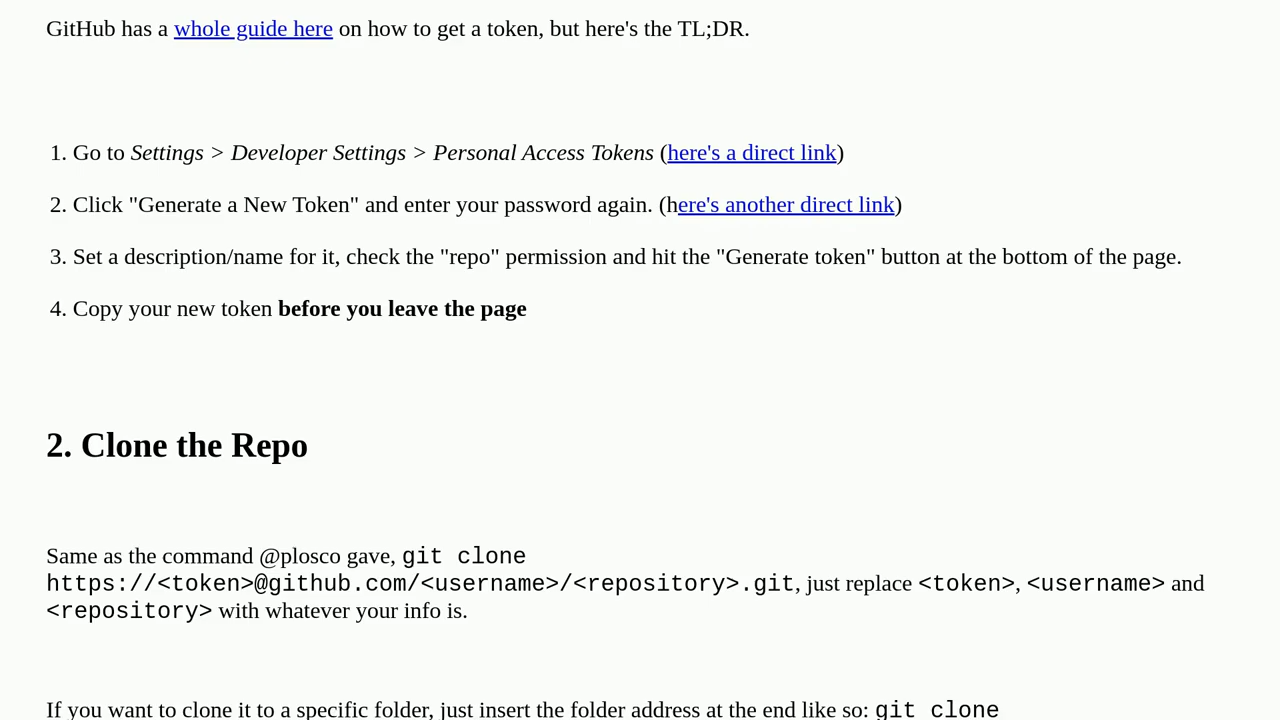 GitHub has a whole guide here on how to get a token, but here's the TL;DR.
1. Go to Settings > Developer Settings > Personal Access Tokens (here's a direct link)
2. Click "Generate a New Token" and enter your password again. (here's another direct link)
3. Set a description/name for it, check the "repo" permission and hit the "Generate token" button at the bottom of the page.
4. Copy your new token before you leave the page
2. Clone the Repo
Same as the command @plosco gave, git clone
https://<token>@github.com/<username>/<repository>.git, just replace <token>, <username> and
<repository> with whatever your info is.
If you want to clone it to a specific folder, just insert the folder address at the end like so: git clone